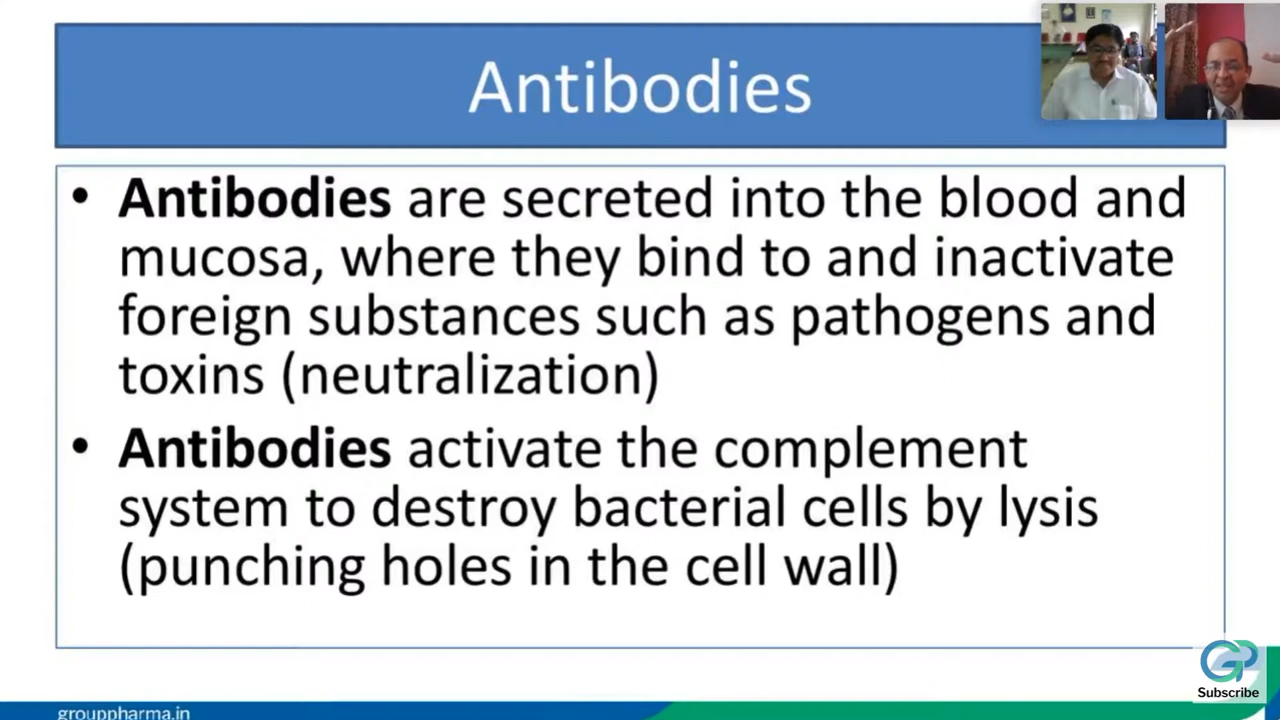 Antibodies
• Antibodies are secreted into the blood and
mucosa, where they bind to and inactivate
foreign substances such as pathogens and
toxins (neutralization)
• Antibodies activate the complement
system to destroy bacterial cells by lysis
(punching holes in the cell wall)
GP
Subscribe
grouppharma.in